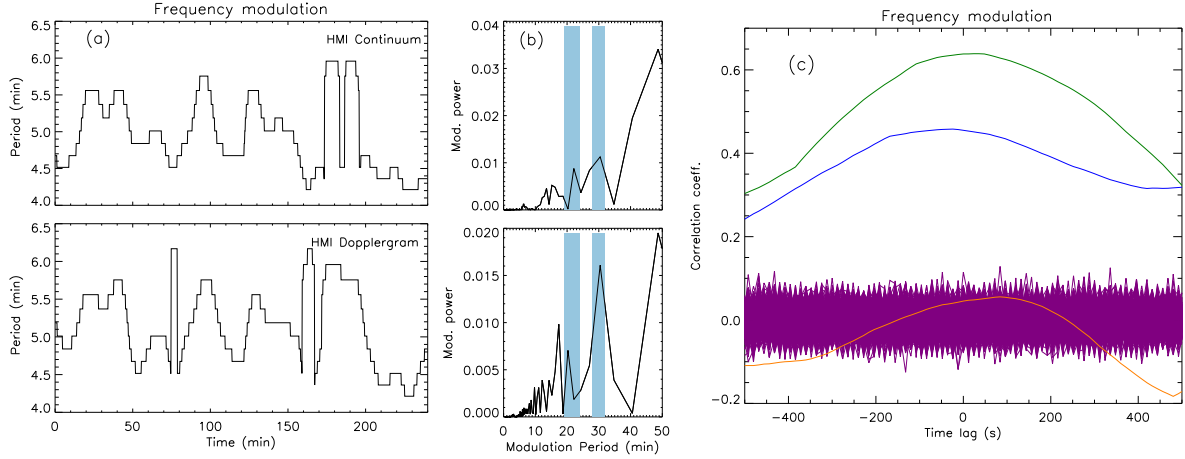 Frequency modulation
(a)
HMI Continuum
Period (min)
6.5
6.0
5.5
5.0
4.5
4.0
HMI Dopplergram
Period (min)
6.5
6.0
5.5
5.0
4.5
4.0
0 50 100 150 200
Time (min)
(b)
Mod. power
0.04
0.03
0.02
0.01
0.00
Mod. power
0.020
0.015
0.010
0.005
0.000
0 10 20 30 40 50
Modulation Period (min)
Frequency modulation
(c)
Correlation coeff.
0.6
0.4
0.2
0.0
−0.2
−400 −200 0 200 400
Time lag (s)